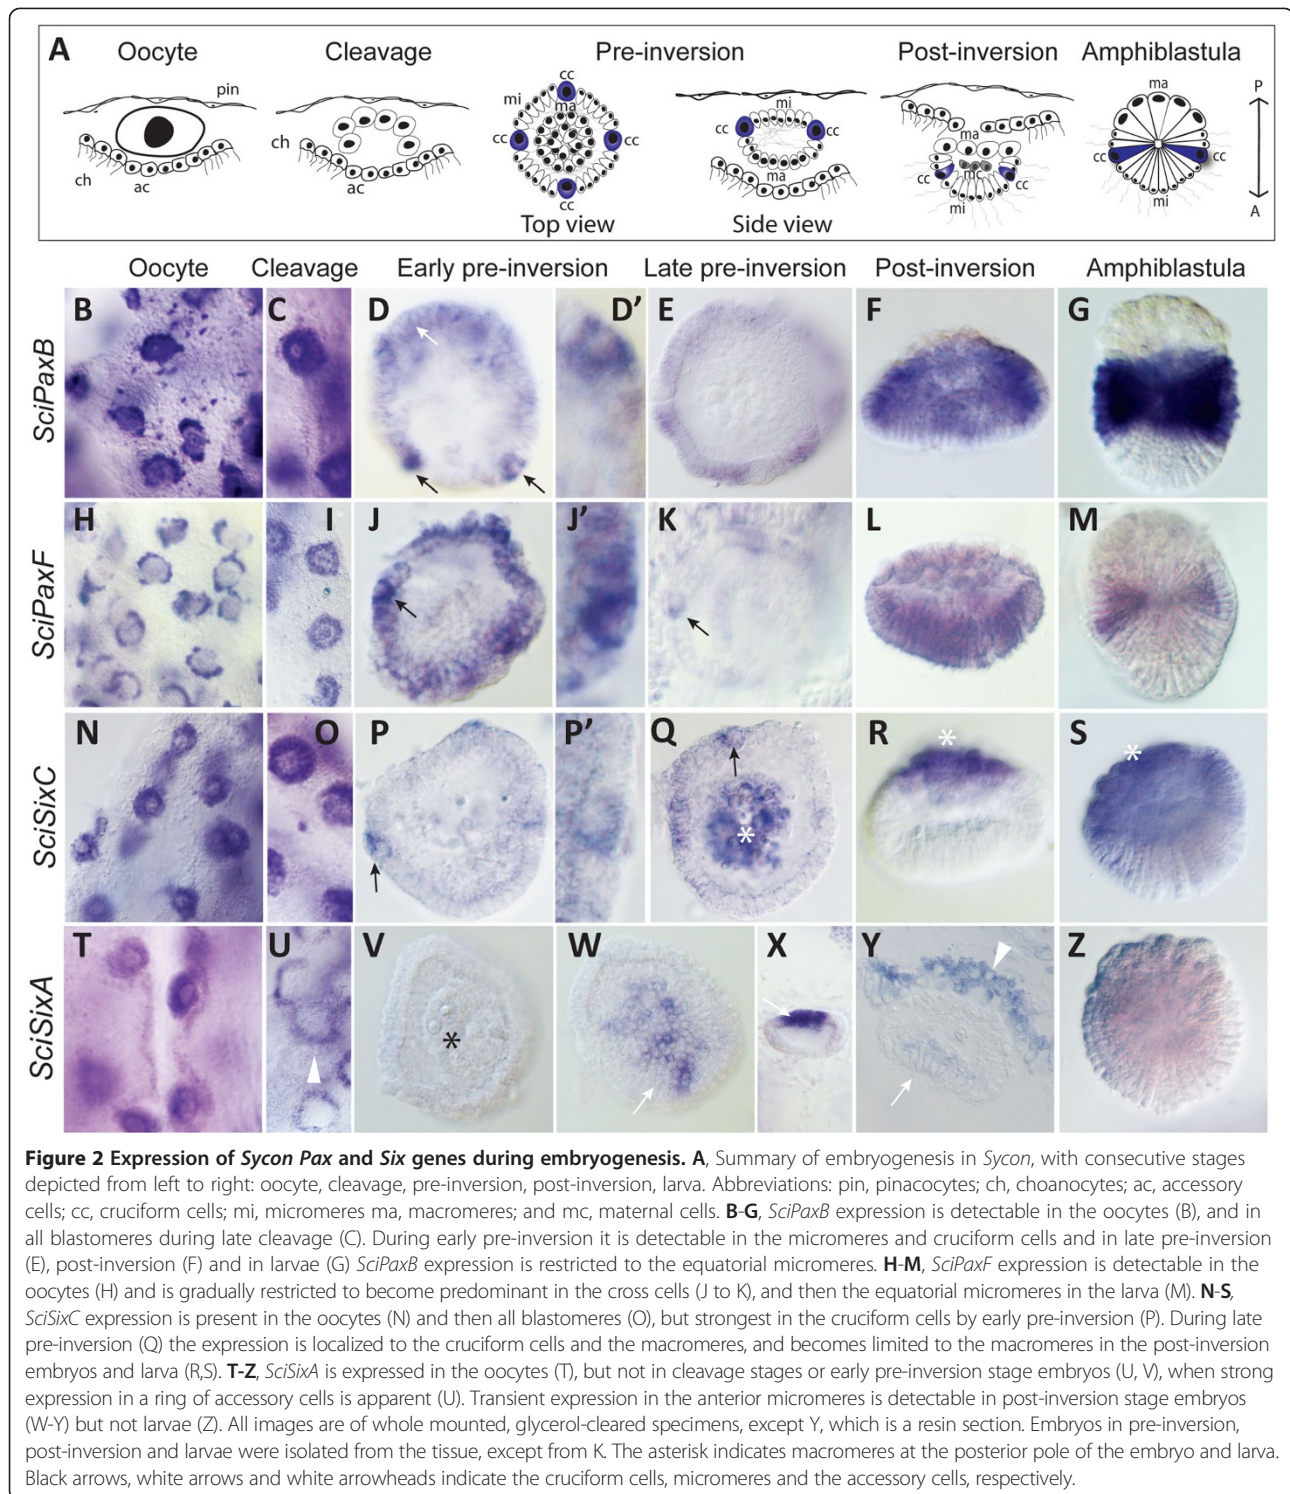 A
Oocyte Cleavage Pre-inversion Post-inversion Amphiblastula
pin
ch
ac
ch
ac
cc
mi
ma
cc
cc
cc
Top view
mi
cc
cc
ma
Side view
ma
mc
cc
mi
ma
cc
cc
mi
P
A
Oocyte Cleavage Early pre-inversion Late pre-inversion Post-inversion Amphiblastula
SciPaxB
B C D D’ E F G
SciPaxF
H I J J’ K L M
SciSixC
N O P P’ Q R S
* * *
SciSixA
T U V W X Y Z
*
Figure 2 Expression of Sycon Pax and Six genes during embryogenesis. A, Summary of embryogenesis in Sycon, with consecutive stages
depicted from left to right: oocyte, cleavage, pre-inversion, post-inversion, larva. Abbreviations: pin, pinacocytes; ch, choanocytes; ac, accessory
cells; cc, cruciform cells; mi, micromeres ma, macromeres; and mc, maternal cells. B-G, SciPaxB expression is detectable in the oocytes (B), and in
all blastomeres during late cleavage (C). During early pre-inversion it is detectable in the micromeres and cruciform cells and in late pre-inversion
(E), post-inversion (F) and in larvae (G) SciPaxB expression is restricted to the equatorial micromeres. H-M, SciPaxF expression is detectable in the
oocytes (H) and is gradually restricted to become predominant in the cross cells (J to K), and then the equatorial micromeres in the larva (M). N-S,
SciSixC expression is present in the oocytes (N) and then all blastomeres (O), but strongest in the cruciform cells by early pre-inversion (P). During late
pre-inversion (Q) the expression is localized to the cruciform cells and the macromeres, and becomes limited to the macromeres in the post-inversion
embryos and larva (R,S). T-Z, SciSixA is expressed in the oocytes (T), but not in cleavage stages or early pre-inversion stage embryos (U, V), when strong
expression in a ring of accessory cells is apparent (U). Transient expression in the anterior micromeres is detectable in post-inversion stage embryos
(W-Y) but not larvae (Z). All images are of whole mounted, glycerol-cleared specimens, except Y, which is a resin section. Embryos in pre-inversion,
post-inversion and larvae were isolated from the tissue, except from K. The asterisk indicates macromeres at the posterior pole of the embryo and larva.
Black arrows, white arrows and white arrowheads indicate the cruciform cells, micromeres and the accessory cells, respectively.